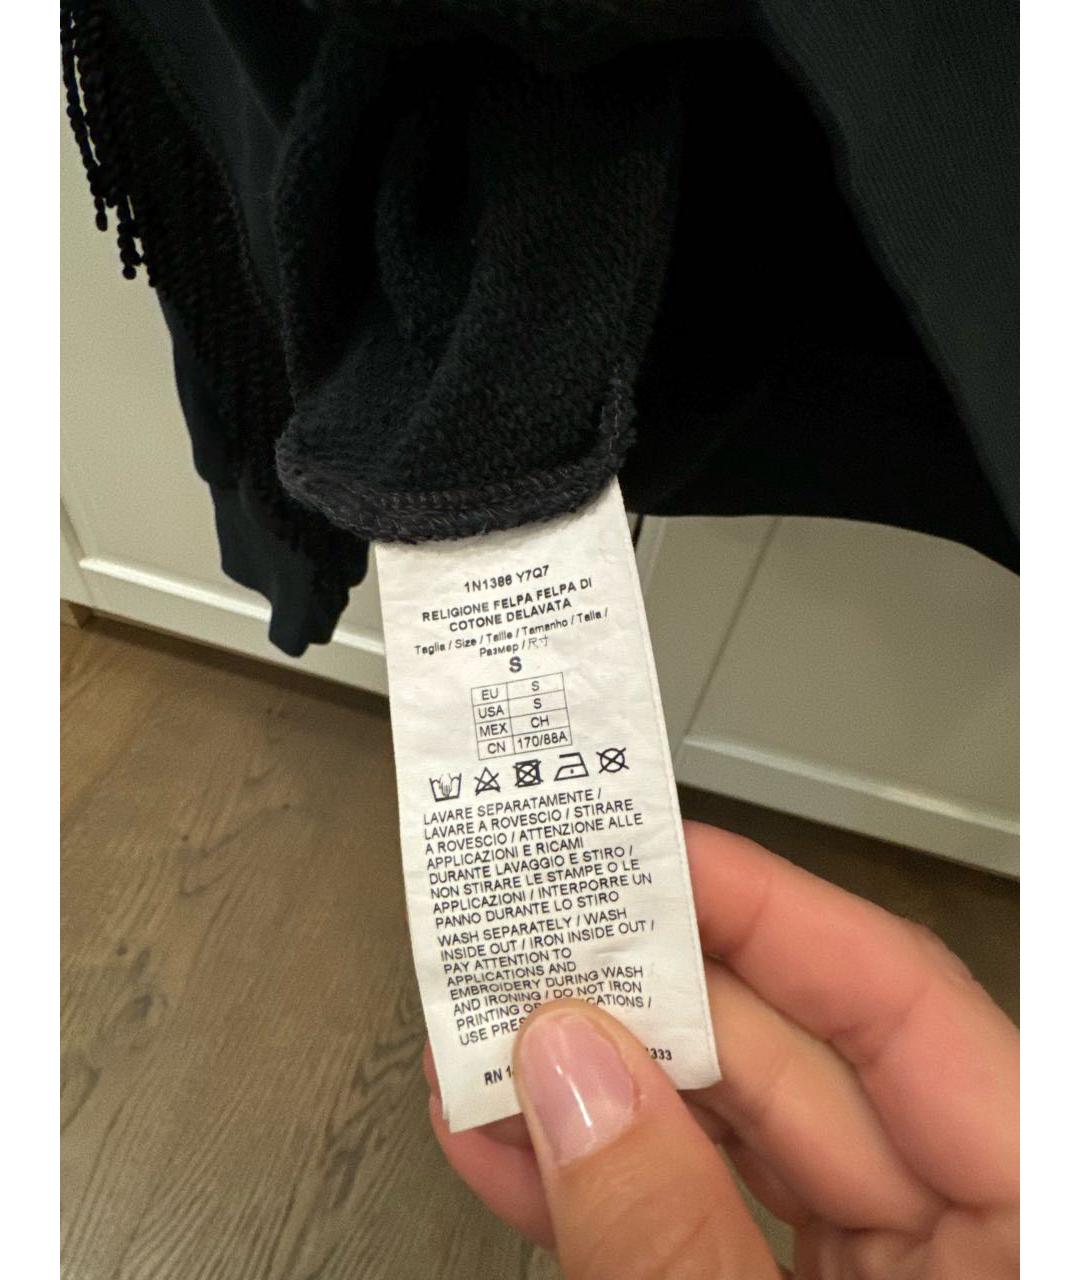 1N1386 Y7Q7
RELIGIONE FELPA FELPA DI
COTONE DELAVATA
Taglia / Size / Taille / Tamanho / Talla /
Размер / 尺寸
S
EU S
USA S
MEX CH
CN 170/88A
LAVARE SEPARATAMENTE /
LAVARE A ROVESCIO / STIRARE
A ROVESCIO / ATTENZIONE ALLE
APPLICAZIONI E RICAMI
DURANTE LAVAGGIO E STIRO /
NON STIRARE LE STAMPE O LE
APPLICAZIONI / INTERPORRE UN
PANNO DURANTE LO STIRO
WASH SEPARATELY / WASH
INSIDE OUT / IRON INSIDE OUT /
PAY ATTENTION TO
APPLICATIONS AND
EMBROIDERY DURING WASH
AND IRONING / DO NOT IRON
PRINTING
USE
RN